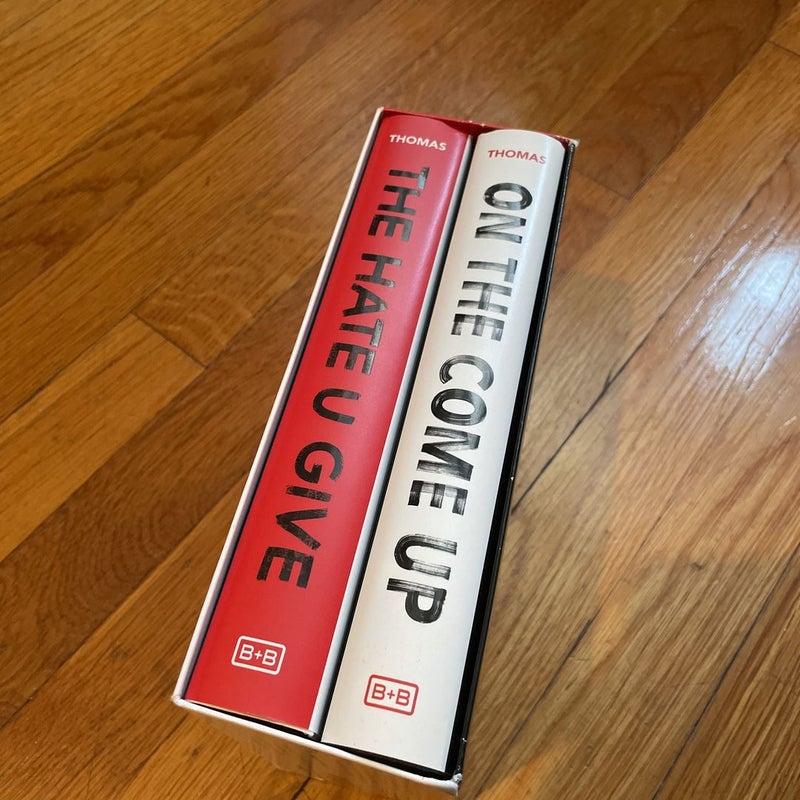 THOMAS
THE HATE U GIVE
B+B
THOMAS
ON THE COME UP
B+B